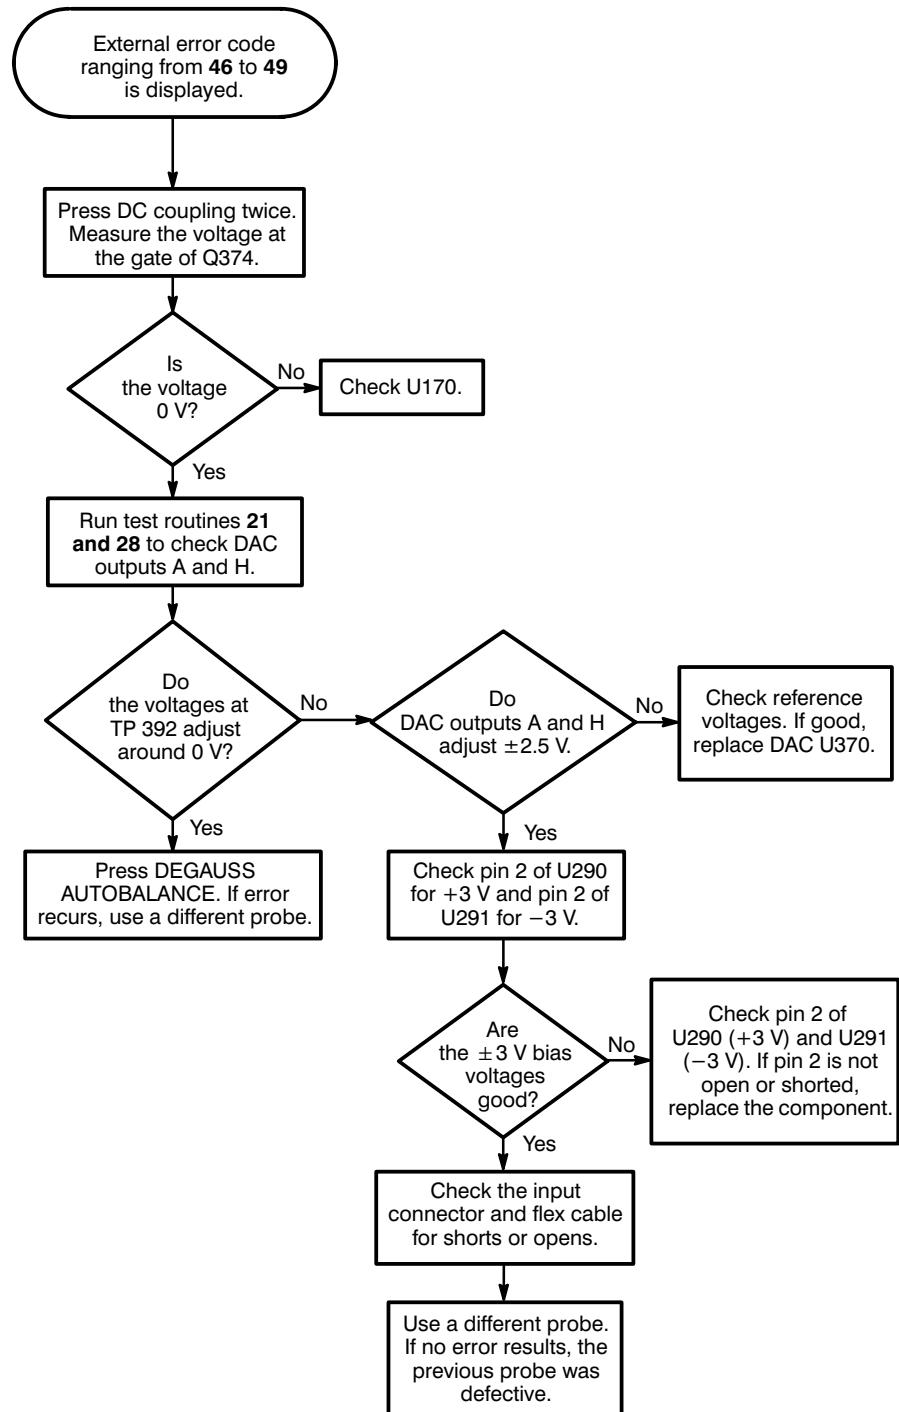 External error code
ranging from 46 to 49
is displayed.
Press DC coupling twice.
Measure the voltage at
the gate of Q374.
Is
the voltage
0 V?
No
Check U170.
Yes
Run test routines 21
and 28 to check DAC
outputs A and H.
Do
the voltages at
TP 392 adjust
around 0 V?
No
Do
DAC outputs A and H
adjust ±2.5 V.
No
Check reference
voltages. If good,
replace DAC U370.
Yes
Press DEGAUSS
AUTOBALANCE. If error
recurs, use a different probe.
Yes
Check pin 2 of U290
for +3 V and pin 2 of
U291 for −3 V.
Are
the ±3 V bias
voltages
good?
No
Check pin 2 of
U290 (+3 V) and U291
(−3 V). If pin 2 is not
open or shorted,
replace the component.
Yes
Check the input
connector and flex cable
for shorts or opens.
Use a different probe.
If no error results, the
previous probe was
defective.